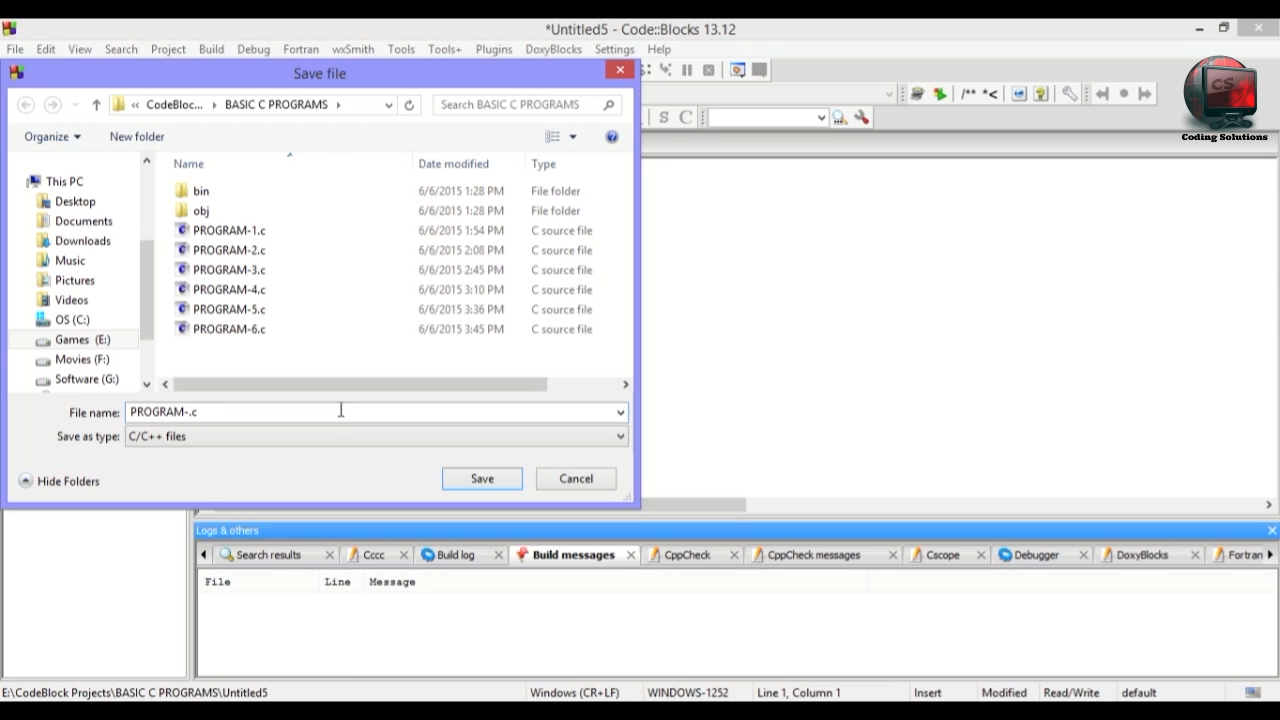 *Untitled5 - Code::Blocks 13.12
File Edit View Search Project Build Debug Fortran wxSmith Tools Tools+ Plugins DoxyBlocks Settings Help
Save file
« CodeBloc... BASIC C PROGRAMS Search BASIC C PROGRAMS
/** *<
S C
CS
Coding Solutions
Organize New folder
Name Date modified Type
This PC
Desktop
Documents
Downloads
Music
Pictures
Videos
OS (C:)
Games (E:)
Movies (F:)
Software (G:)
bin 6/6/2015 1:28 PM File folder
obj 6/6/2015 1:28 PM File folder
PROGRAM-1.c 6/6/2015 1:54 PM C source file
PROGRAM-2.c 6/6/2015 2:08 PM C source file
PROGRAM-3.c 6/6/2015 2:45 PM C source file
PROGRAM-4.c 6/6/2015 3:10 PM C source file
PROGRAM-5.c 6/6/2015 3:36 PM C source file
PROGRAM-6.c 6/6/2015 3:45 PM C source file
File name: PROGRAM-.c
Save as type: C/C++ files
Hide Folders Save Cancel
Logs & others
Search results Cccc Build log Build messages CppCheck CppCheck messages Cscope Debugger DoxyBlocks Fortran
File Line Message
E:\CodeBlock Projects\BASIC C PROGRAMS\Untitled5 Windows (CR+LF) WINDOWS-1252 Line 1, Column 1 Insert Modified Read/Write default